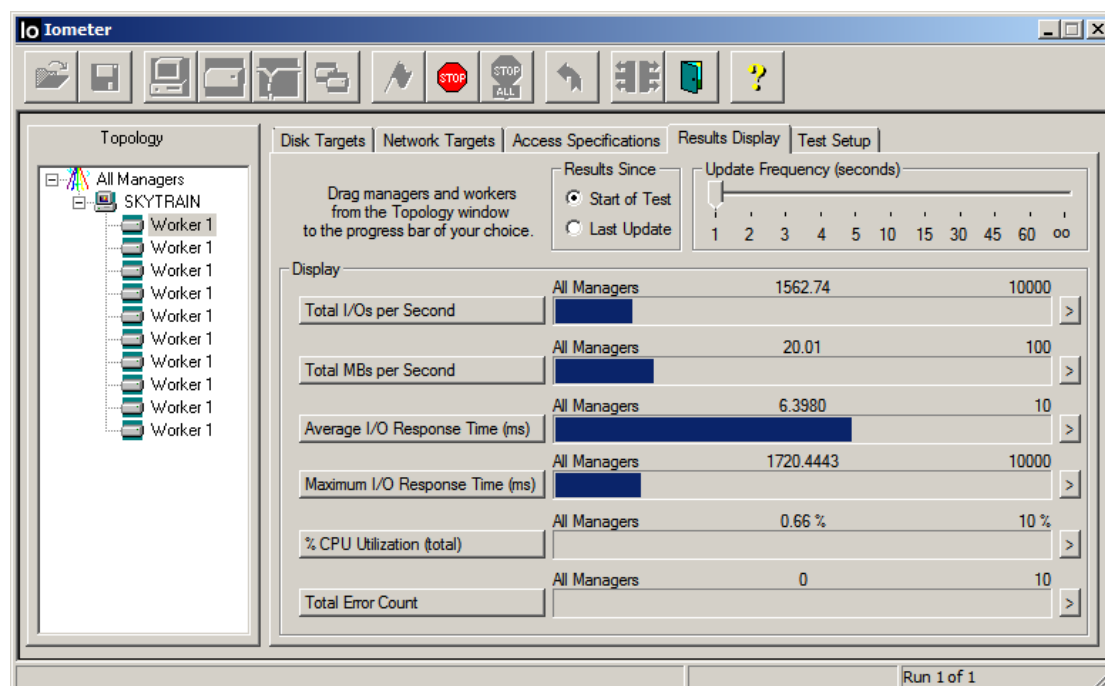 Iometer
STOP
STOP
ALL
Topology
All Managers
SKYTRAIN
Worker 1
Worker 1
Worker 1
Worker 1
Worker 1
Worker 1
Worker 1
Worker 1
Worker 1
Worker 1
Disk Targets Network Targets Access Specifications Results Display Test Setup
Drag managers and workers
from the Topology window
to the progress bar of your choice.
Results Since
Start of Test
Last Update
Update Frequency (seconds)
1 2 3 4 5 10 15 30 45 60 oo
Display
All Managers 1562.74 10000
Total I/Os per Second >
All Managers 20.01 100
Total MBs per Second >
All Managers 6.3980 10
Average I/O Response Time (ms) >
All Managers 1720.4443 10000
Maximum I/O Response Time (ms) >
All Managers 0.66 % 10 %
% CPU Utilization (total) >
All Managers 0 10
Total Error Count >
Run 1 of 1